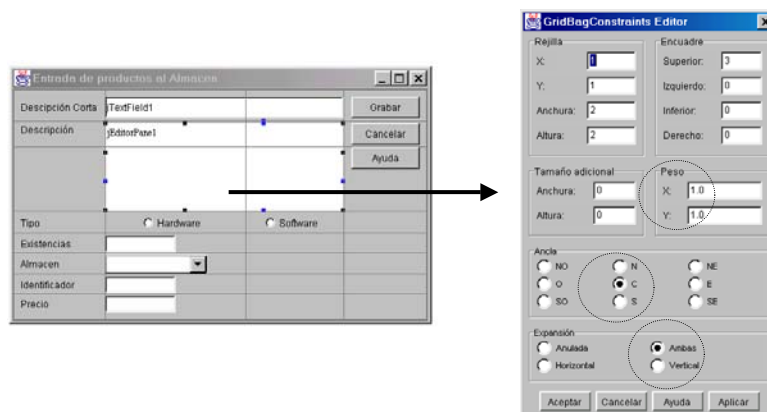 Entrada de productos al Almacen
Descipción Corta jTextField1 Grabar
Descripción jEditorPane1 Cancelar
Ayuda
Tipo Hardware Software
Existencias
Almacen
Identificador
Precio
GridBagConstraints Editor
Rejilla Encuadre
X: 1 Superior: 3
Y: 1 Izquierdo: 0
Anchura: 2 Inferior: 0
Altura: 2 Derecho: 0
Tamaño adicional Peso
Anchura: 0 X: 1.0
Altura: 0 Y: 1.0
Ancla
NO N NE
O C E
SO S SE
Expansión
Anulada Ambas
Horizontal Vertical
Aceptar Cancelar Ayuda Aplicar